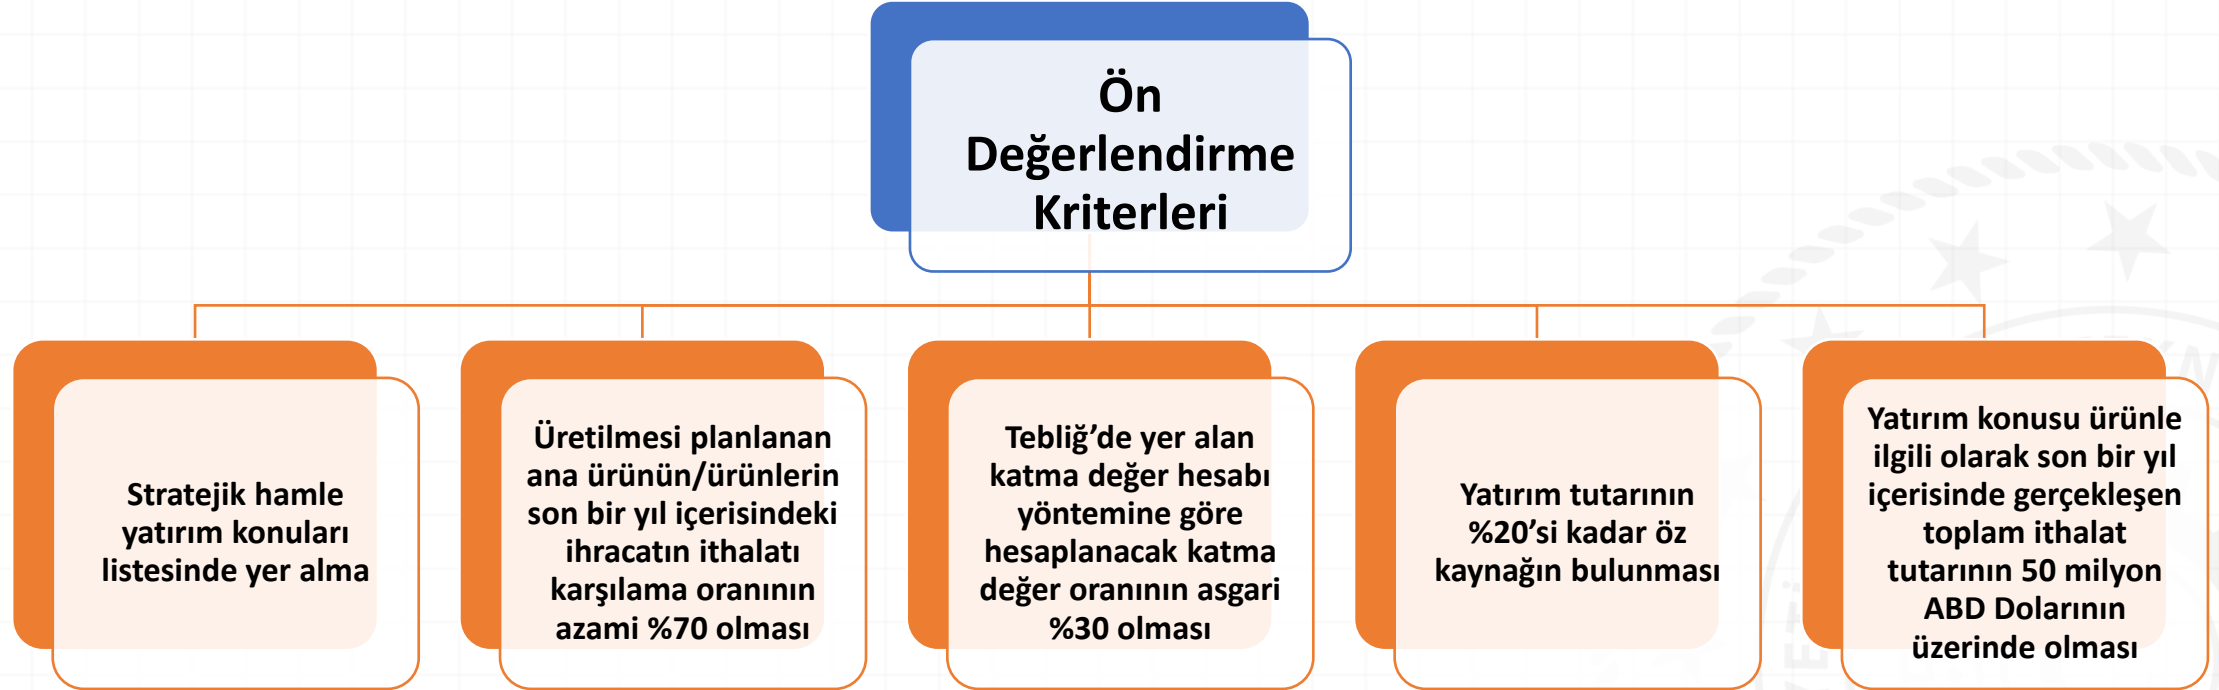 Ön
Değerlendirme
Kriterleri
Stratejik hamle
yatırım konuları
listesinde yer alma
Üretilmesi planlanan
ana ürünün/ürünlerin
son bir yıl içerisindeki
ihracatın ithalatı
karşılama oranının
azami %70 olması
Tebliğ’de yer alan
katma değer hesabı
yöntemine göre
hesaplanacak katma
değer oranının asgari
%30 olması
Yatırım tutarının
%20’si kadar öz
kaynağın bulunması
Yatırım konusu ürünle
ilgili olarak son bir yıl
içerisinde gerçekleşen
toplam ithalat
tutarının 50 milyon
ABD Dolarının
üzerinde olması